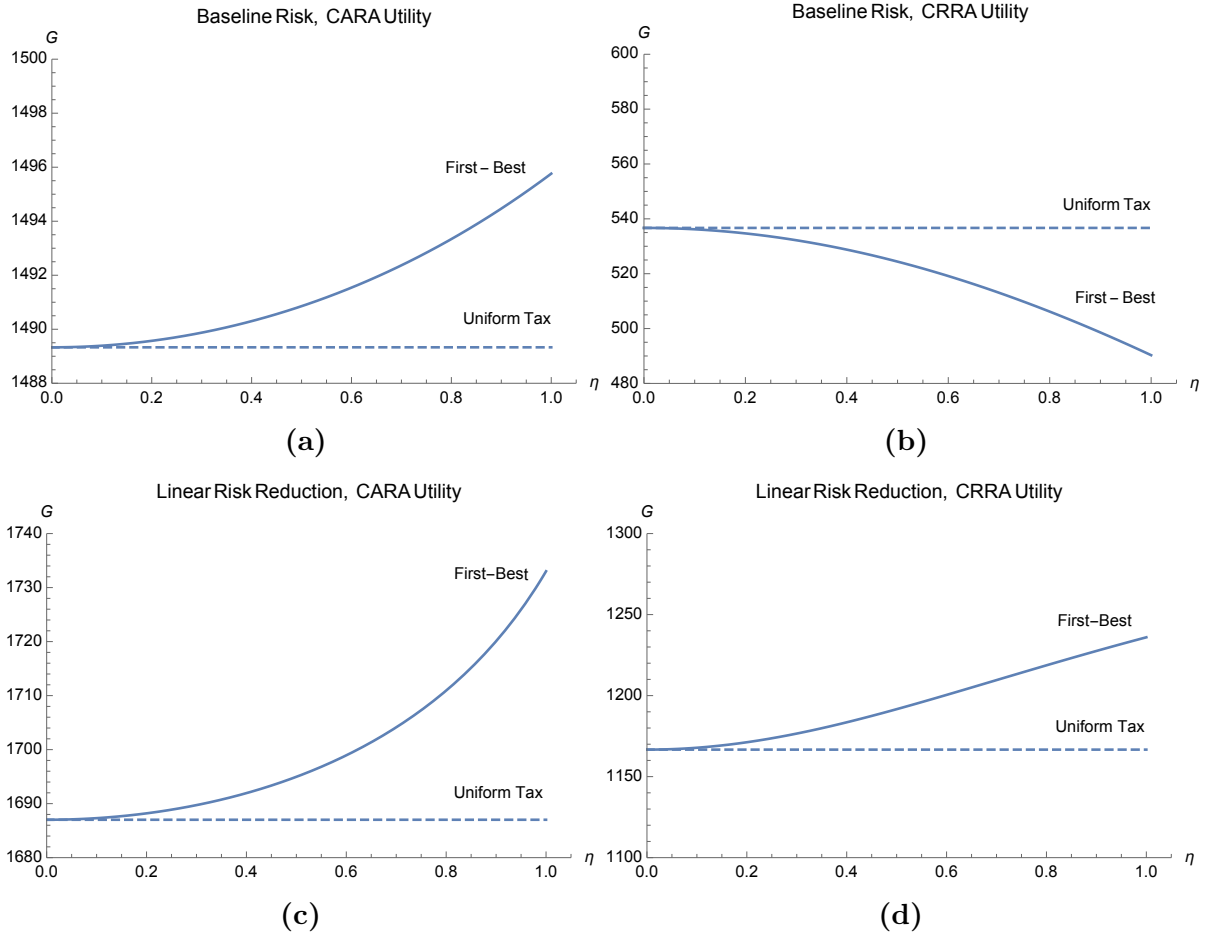 Baseline Risk, CARA Utility
G
1500
1498
1496
1494
1492
1490
1488
First – Best
Uniform Tax
0.0 0.2 0.4 0.6 0.8 1.0 η
(a)
Baseline Risk, CRRA Utility
G
600
580
560
540
520
500
480
Uniform Tax
First – Best
0.0 0.2 0.4 0.6 0.8 1.0 η
(b)
Linear Risk Reduction, CARA Utility
G
1740
1730
1720
1710
1700
1690
1680
First–Best
Uniform Tax
0.0 0.2 0.4 0.6 0.8 1.0 η
(c)
Linear Risk Reduction, CRRA Utility
G
1300
1250
1200
1150
1100
First–Best
Uniform Tax
0.0 0.2 0.4 0.6 0.8 1.0 η
(d)